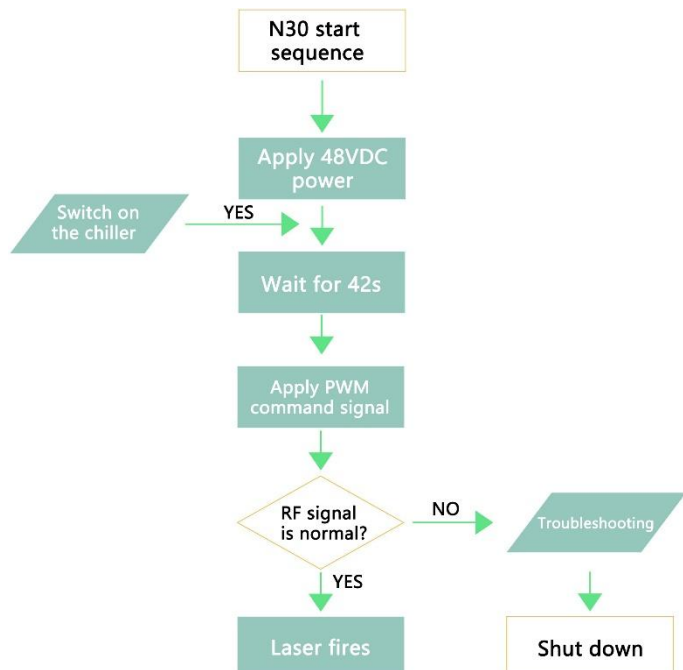 N30 start
sequence
Apply 48VDC
power
Switch on
the chiller
YES
Wait for 42s
Apply PWM
command signal
RF signal
is normal?
NO
Troubleshooting
YES
Laser fires
Shut down